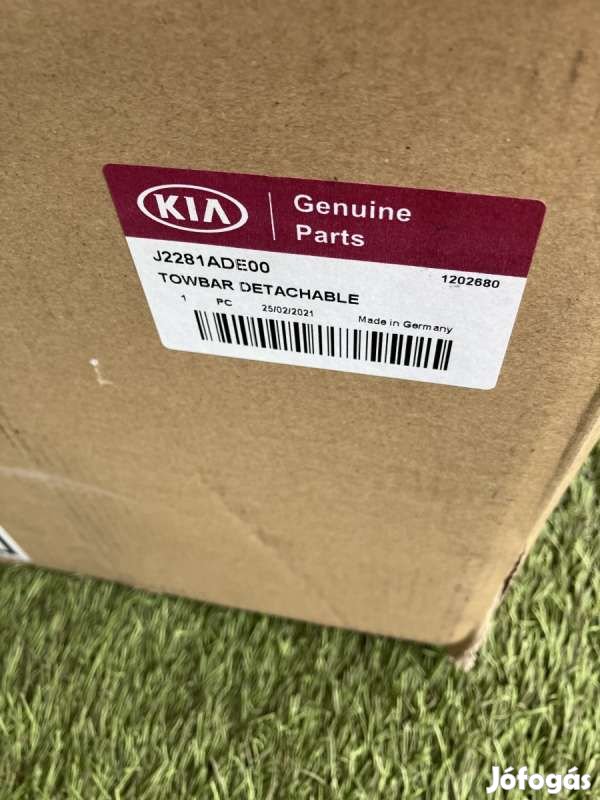 KIA
Genuine
Parts
J2281ADE00
1202680
TOWBAR DETACHABLE
1 PC 25/02/2021 Made in Germany
Jófogás